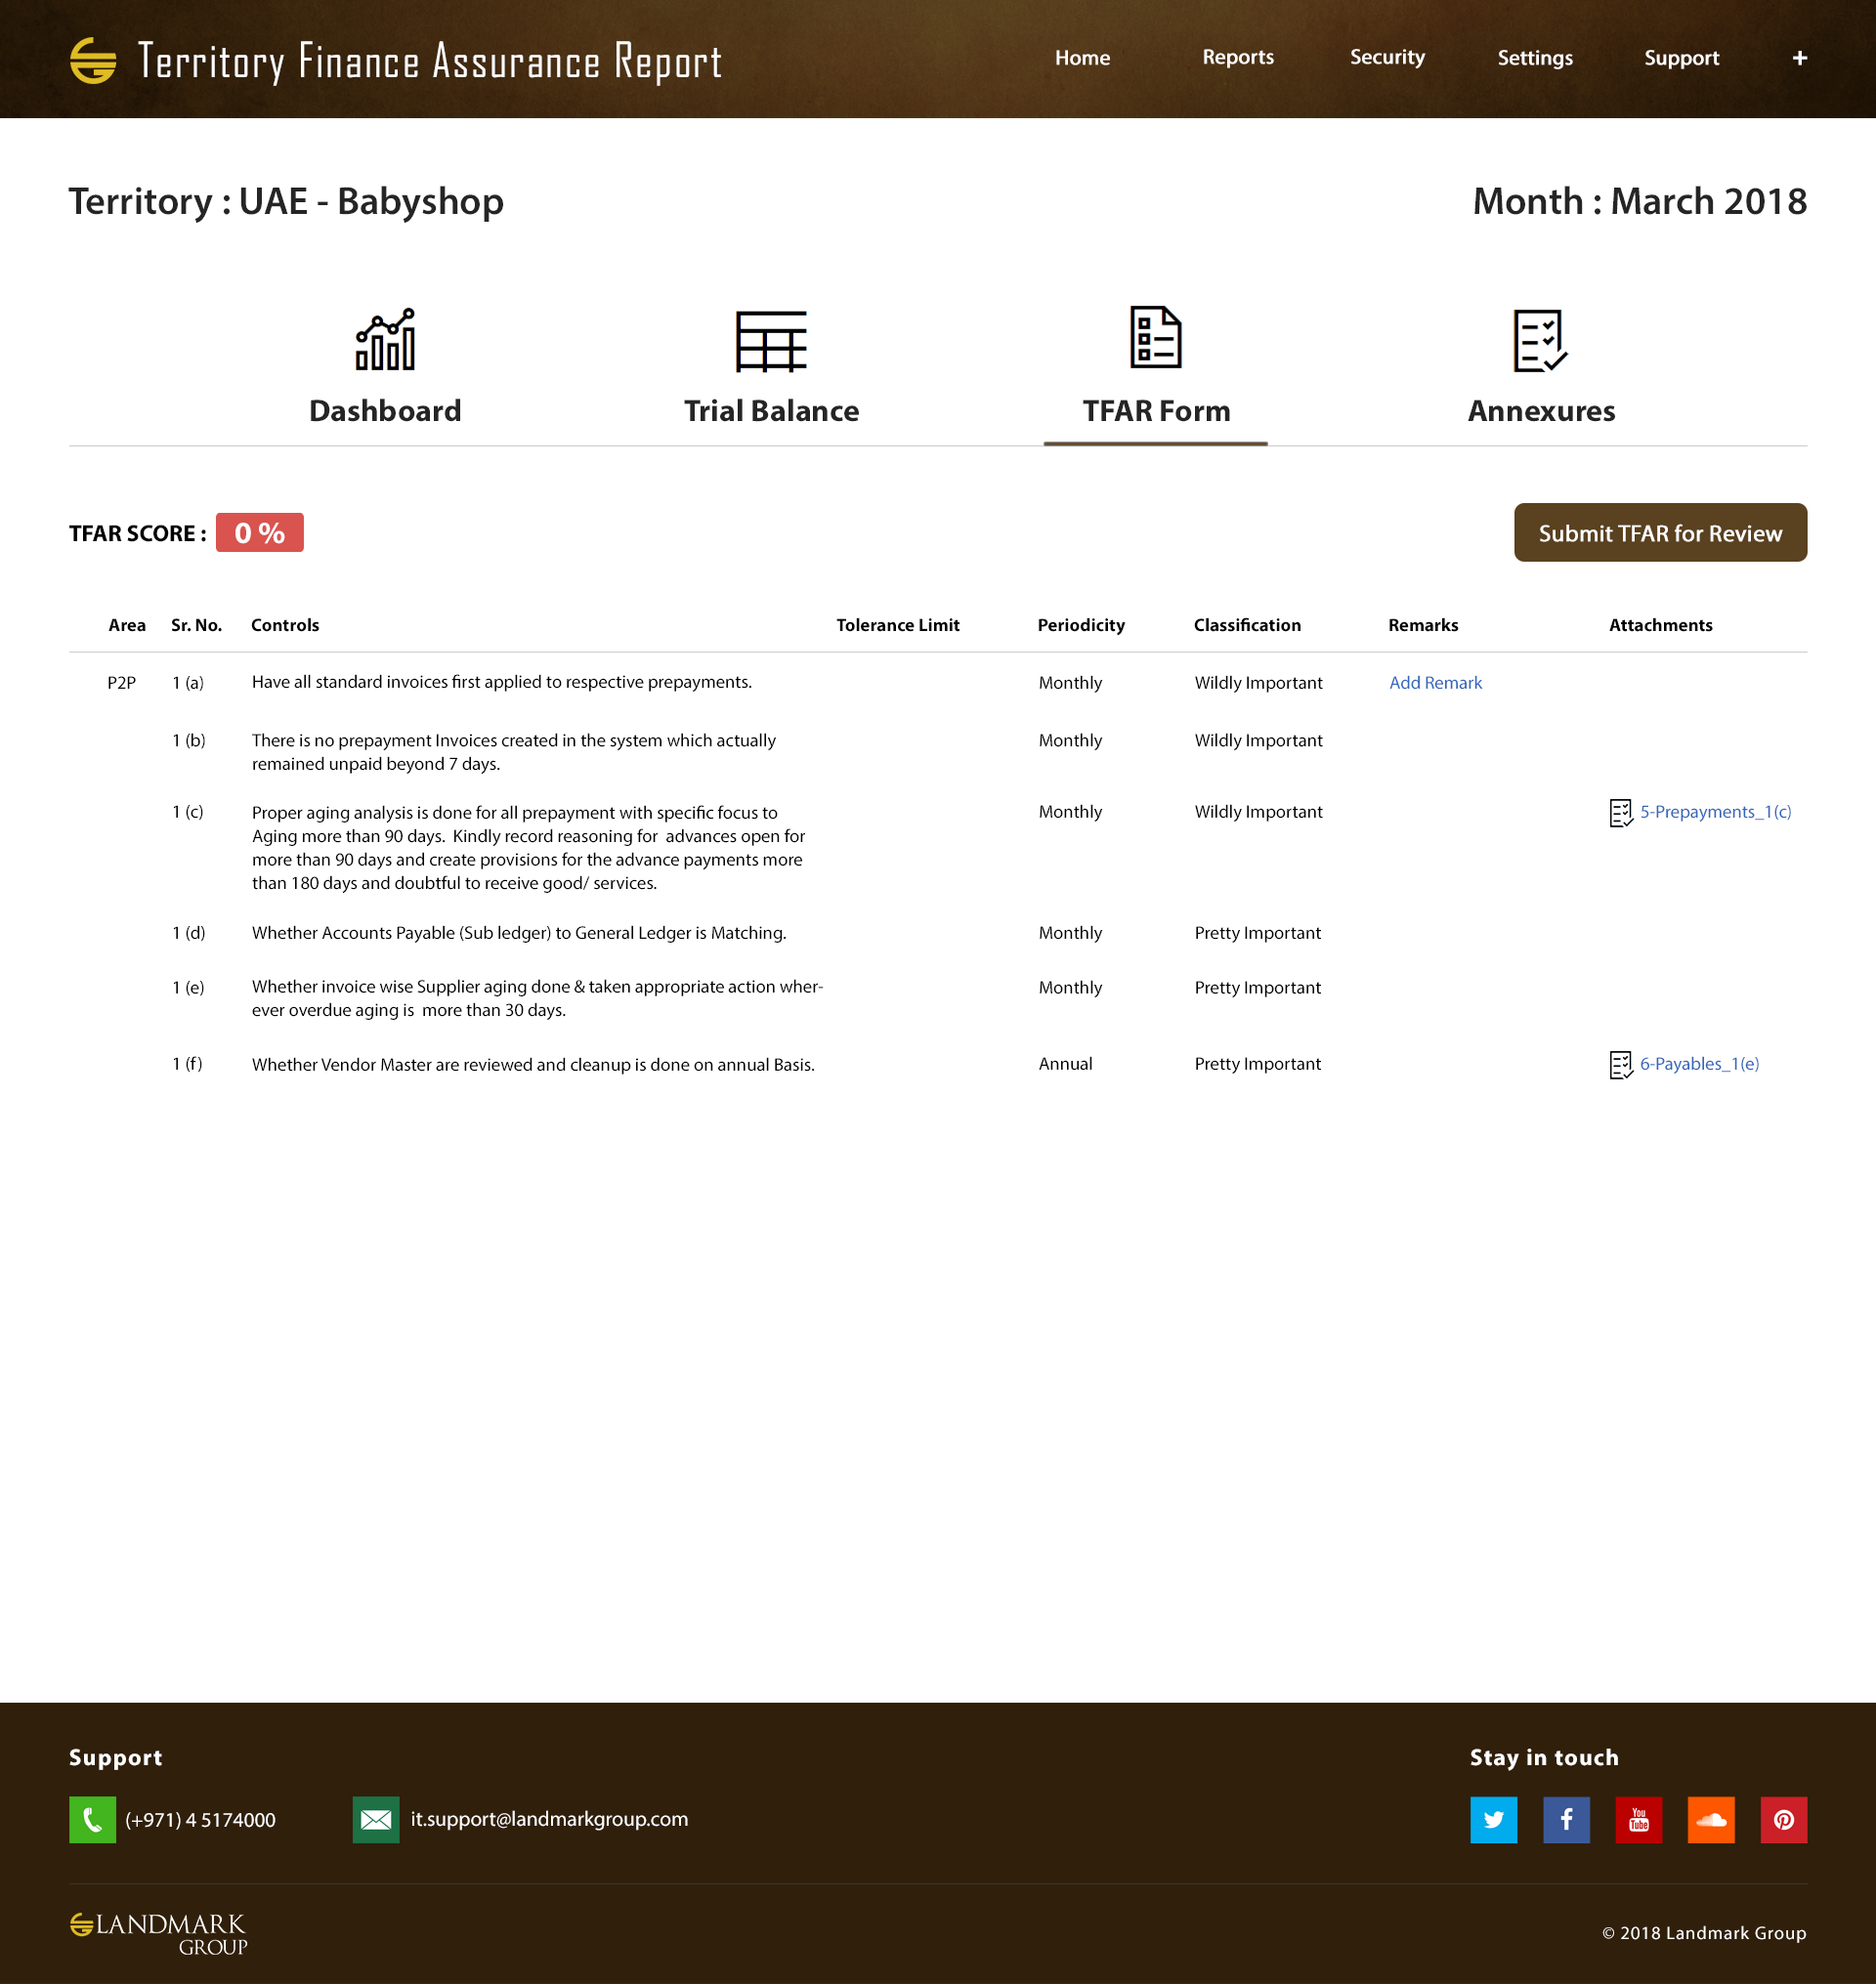 Territory Finance Assurance Report
Home Reports Security Settings Support +
Territory : UAE - Babyshop
Month : March 2018
Dashboard Trial Balance TFAR Form Annexures
TFAR SCORE : 0 %
Submit TFAR for Review
Area Sr. No. Controls Tolerance Limit Periodicity Classification Remarks Attachments
P2P 1 (a) Have all standard invoices first applied to respective prepayments. Monthly Wildly Important Add Remark
1 (b) There is no prepayment Invoices created in the system which actually Monthly Wildly Important
remained unpaid beyond 7 days.
1 (c) Proper aging analysis is done for all prepayment with specific focus to Monthly Wildly Important 5-Prepayments_1(c)
Aging more than 90 days. Kindly record reasoning for advances open for
more than 90 days and create provisions for the advance payments more
than 180 days and doubtful to receive good/ services.
1 (d) Whether Accounts Payable (Sub ledger) to General Ledger is Matching. Monthly Pretty Important
1 (e) Whether invoice wise Supplier aging done & taken appropriate action wher- Monthly Pretty Important
ever overdue aging is more than 30 days.
1 (f) Whether Vendor Master are reviewed and cleanup is done on annual Basis. Annual Pretty Important 6-Payables_1(e)
Support
Stay in touch
(+971) 4 5174000
it.support@landmarkgroup.com
You
Tube
LANDMARK
GROUP
© 2018 Landmark Group